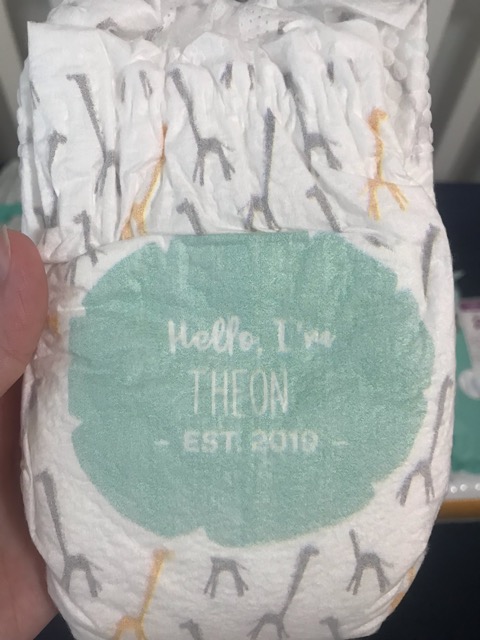 Hello, I'm
THEON
- EST. 2019 -